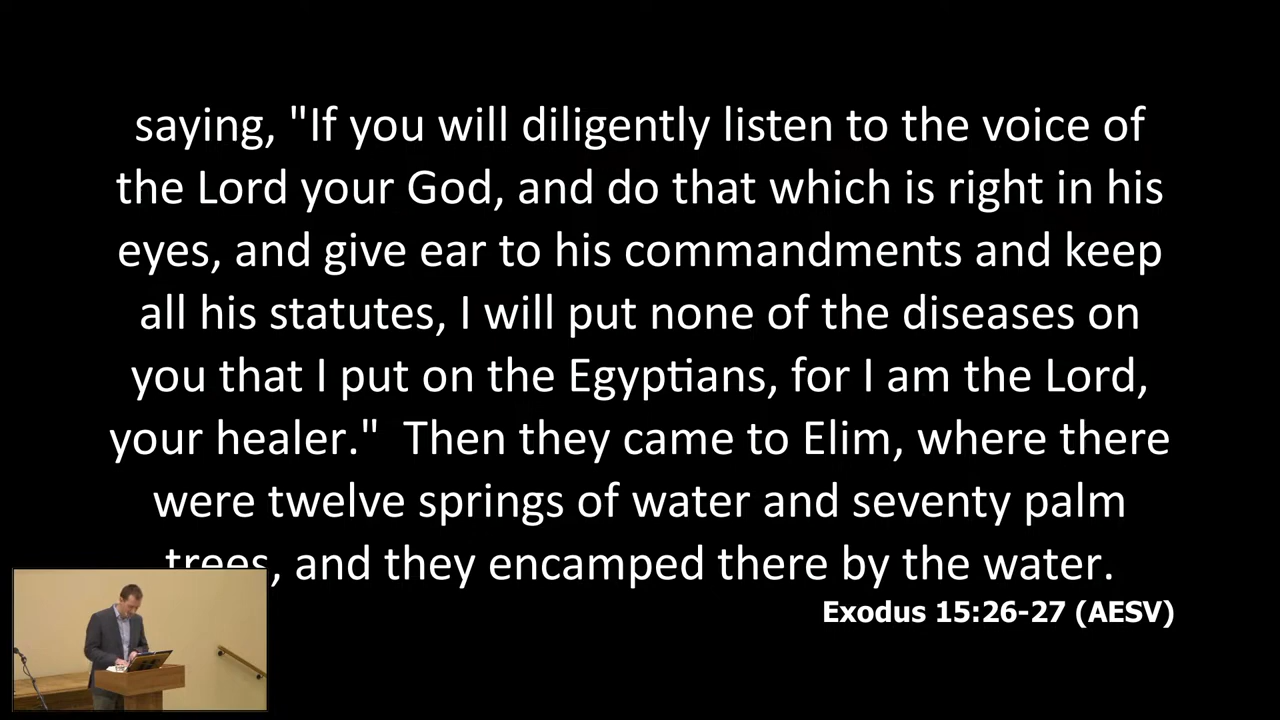 saying, "If you will diligently listen to the voice of
the Lord your God, and do that which is right in his
eyes, and give ear to his commandments and keep
all his statutes, I will put none of the diseases on
you that I put on the Egyptians, for I am the Lord,
your healer."  Then they came to Elim, where there
were twelve springs of water and seventy palm
trees, and they encamped there by the water.
Exodus 15:26-27 (AESV)